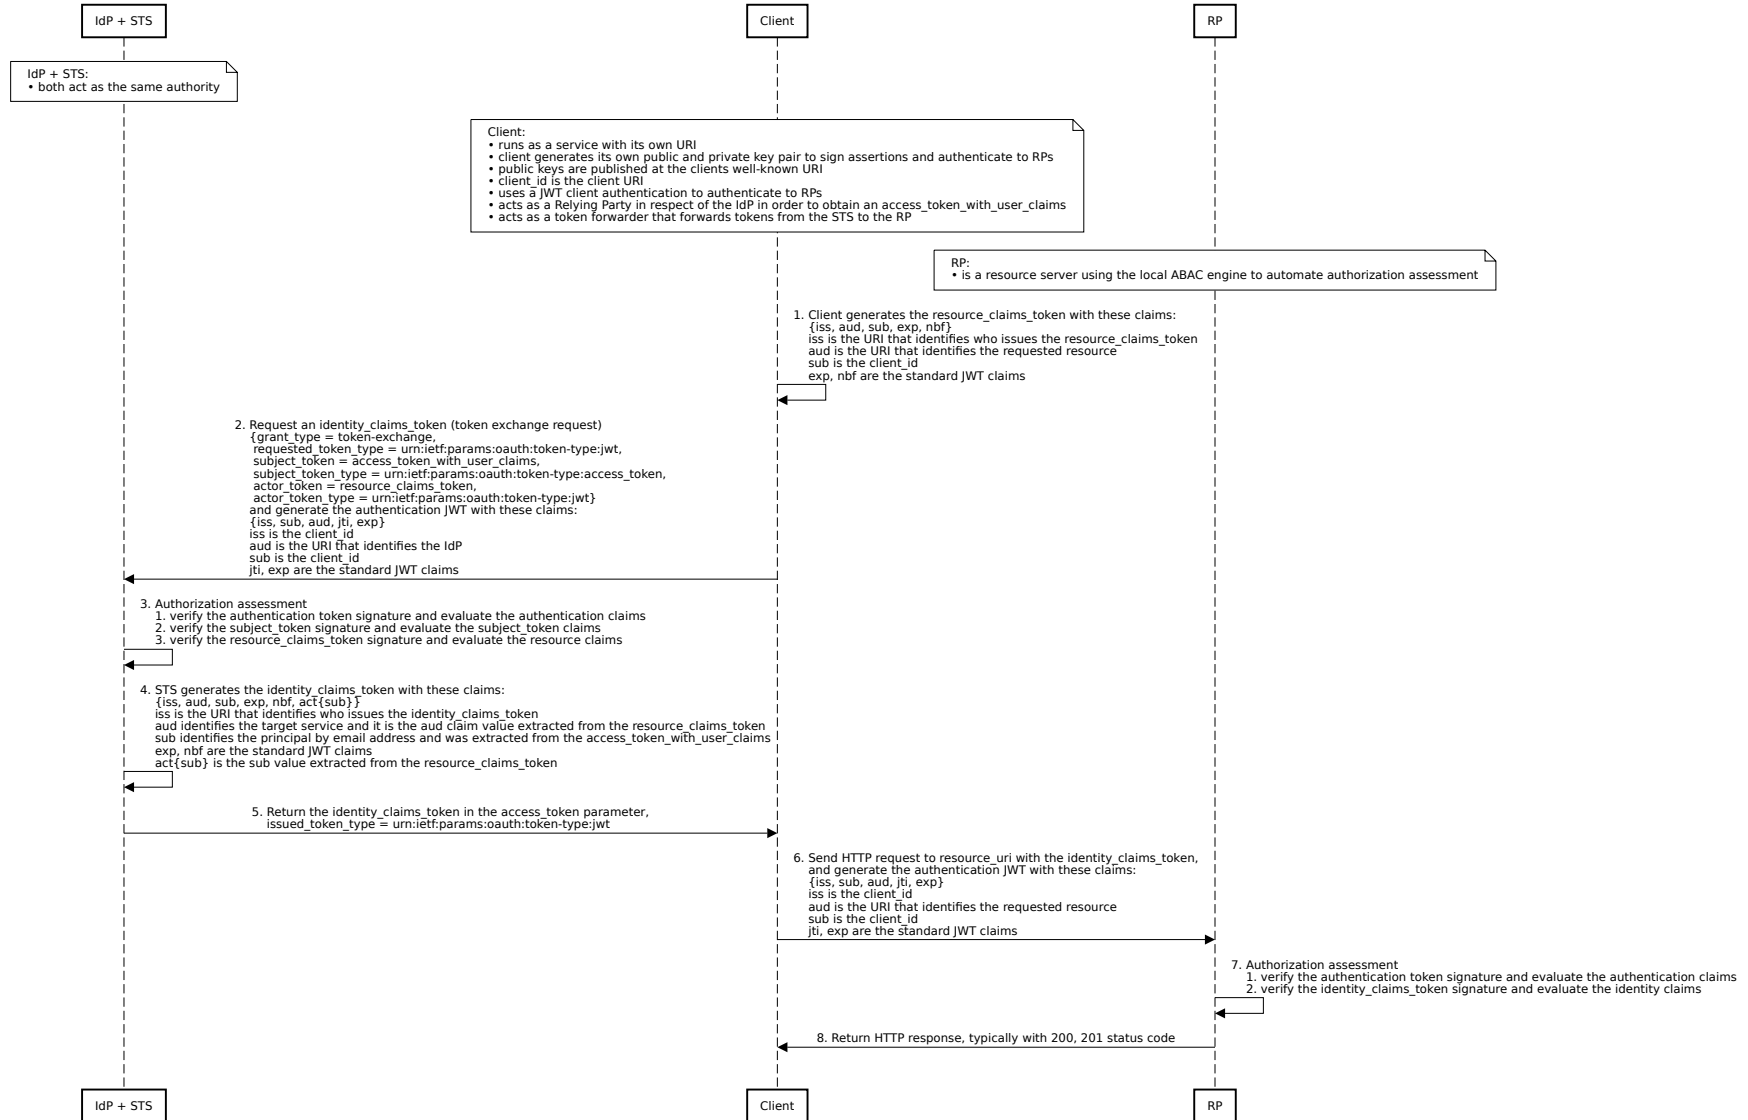 IdP + STS
Client
RP
IdP + STS:
• both act as the same authority
Client:
• runs as a service with its own URI
• client generates its own public and private key pair to sign assertions and authenticate to RPs
• public keys are published at the clients well-known URI
• client_id is the client URI
• uses a JWT client authentication to authenticate to RPs
• acts as a Relying Party in respect of the IdP in order to obtain an access_token_with_user_claims
• acts as a token forwarder that forwards tokens from the STS to the RP
RP:
• is a resource server using the local ABAC engine to automate authorization assessment
1. Client generates the resource_claims_token with these claims:
{iss, aud, sub, exp, nbf}
iss is the URI that identifies who issues the resource_claims_token
aud is the URI that identifies the requested resource
sub is the client_id
exp, nbf are the standard JWT claims
2. Request an identity_claims_token (token exchange request)
{grant_type = token-exchange,
requested_token_type = urn:ietf:params:oauth:token-type:jwt,
subject_token = access_token_with_user_claims,
subject_token_type = urn:ietf:params:oauth:token-type:access_token,
actor_token = resource_claims_token,
actor_token_type = urn:ietf:params:oauth:token-type:jwt}
and generate the authentication JWT with these claims:
{iss, sub, aud, jti, exp}
iss is the client_id
aud is the URI that identifies the IdP
sub is the client_id
jti, exp are the standard JWT claims
3. Authorization assessment
1. verify the authentication token signature and evaluate the authentication claims
2. verify the subject_token signature and evaluate the subject_token claims
3. verify the resource_claims_token signature and evaluate the resource claims
4. STS generates the identity_claims_token with these claims:
{iss, aud, sub, exp, nbf, act{sub}}
iss is the URI that identifies who issues the identity_claims_token
aud identifies the target service and it is the aud claim value extracted from the resource_claims_token
sub identifies the principal by email address and was extracted from the access_token_with_user_claims
exp, nbf are the standard JWT claims
act{sub} is the sub value extracted from the resource_claims_token
5. Return the identity_claims_token in the access_token parameter,
issued_token_type = urn:ietf:params:oauth:token-type:jwt
6. Send HTTP request to resource_uri with the identity_claims_token,
and generate the authentication JWT with these claims:
{iss, sub, aud, jti, exp}
iss is the client_id
aud is the URI that identifies the requested resource
sub is the client_id
jti, exp are the standard JWT claims
7. Authorization assessment
1. verify the authentication token signature and evaluate the authentication claims
2. verify the identity_claims_token signature and evaluate the identity claims
8. Return HTTP response, typically with 200, 201 status code
IdP + STS
Client
RP